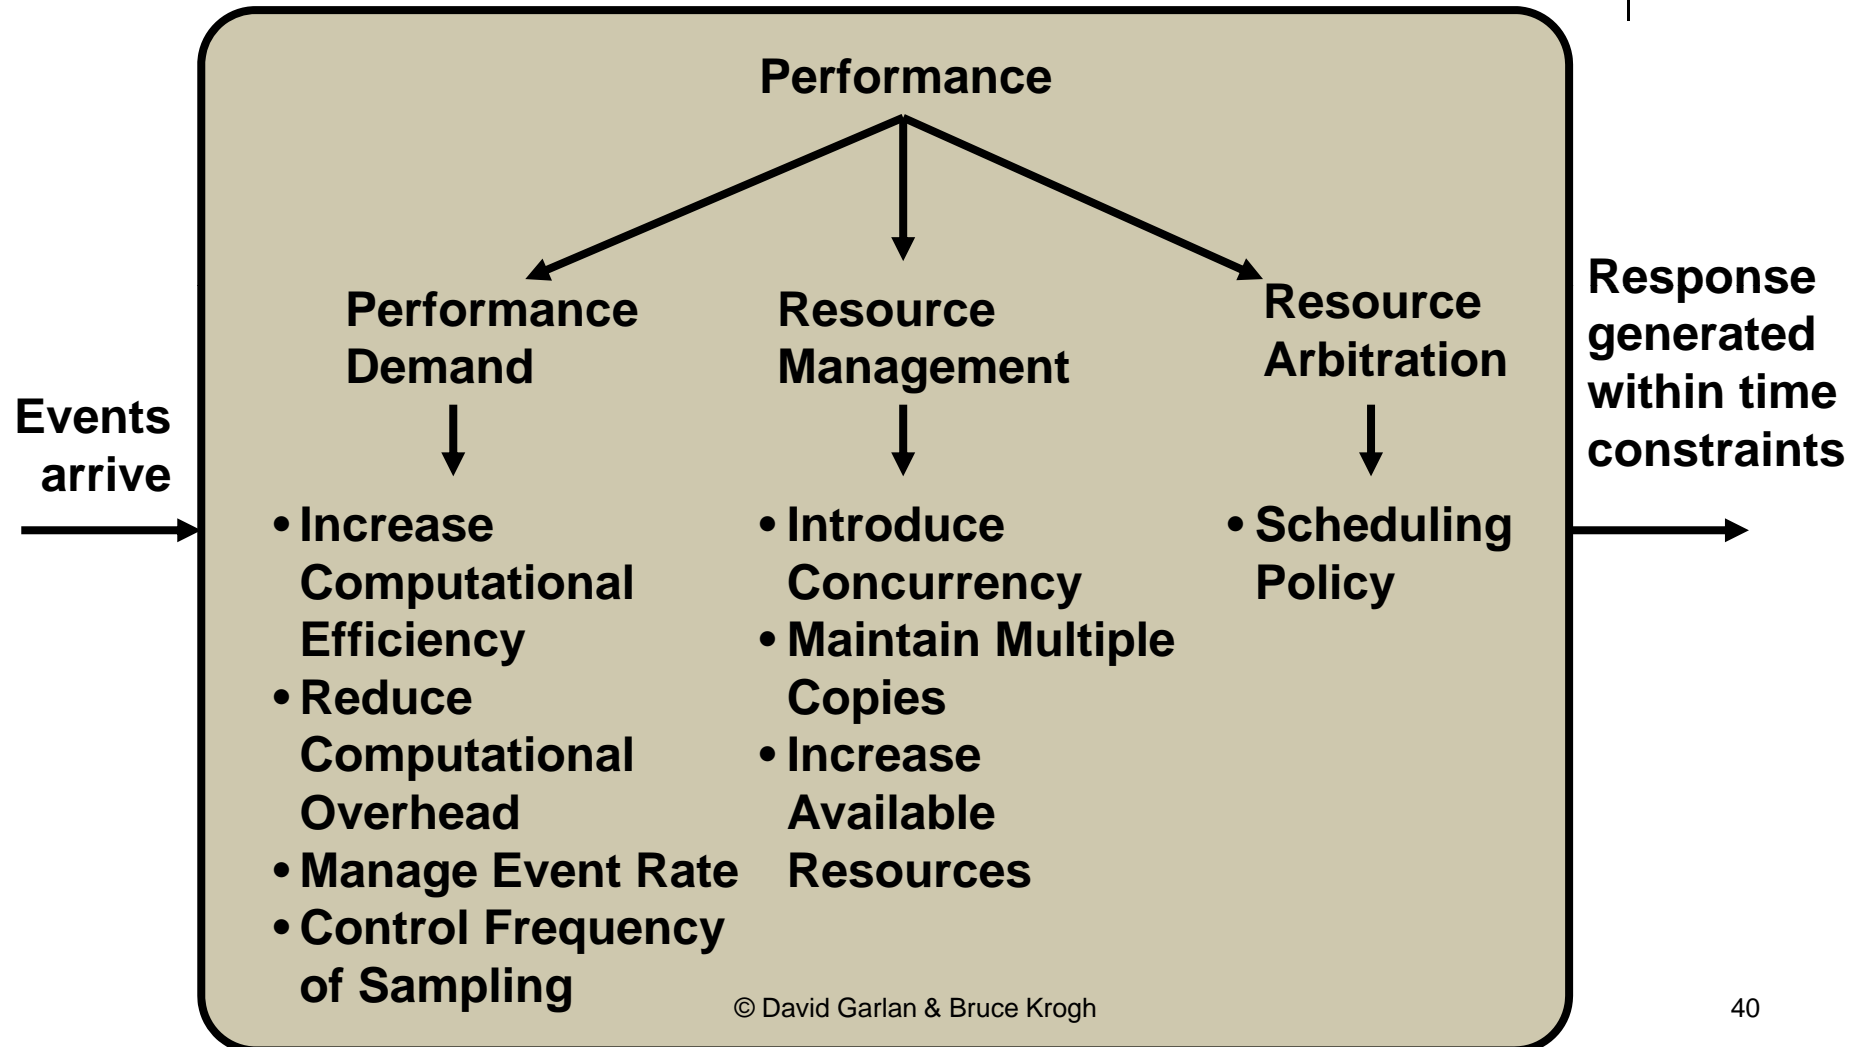 Performance
Events
arrive
Performance
Demand
• Increase
Computational
Efficiency
• Reduce
Computational
Overhead
• Manage Event Rate
• Control Frequency
of Sampling
Resource
Management
• Introduce
Concurrency
• Maintain Multiple
Copies
• Increase
Available
Resources
Resource
Arbitration
• Scheduling
Policy
Response
generated
within time
constraints
© David Garlan & Bruce Krogh
40